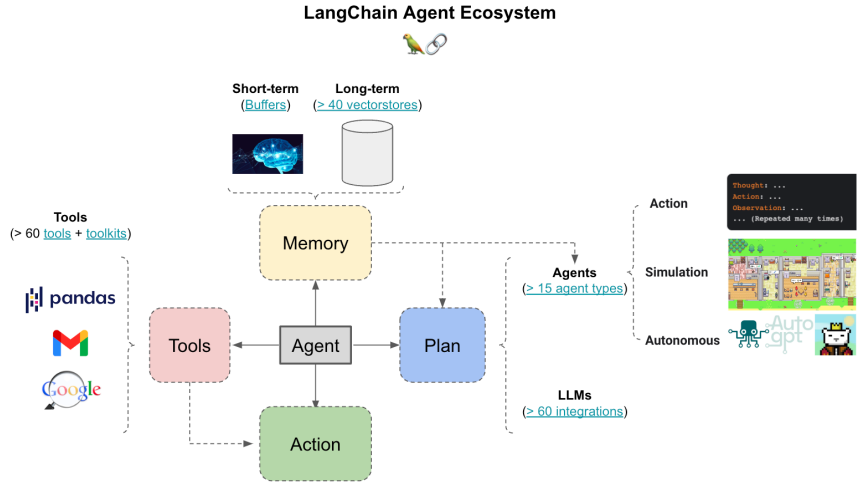 LangChain Agent Ecosystem
Short-term
(Buffers)
Long-term
(> 40 vectorstores)
Tools
(> 60 tools + toolkits)
pandas
Google
Memory
Tools
Agent
Plan
Action
Agents
(> 15 agent types)
LLMs
(> 60 integrations)
Action
Thought: ...
Action: ...
Observation: ...
... (Repeated many times)
Simulation
Autonomous
Auto
gpt